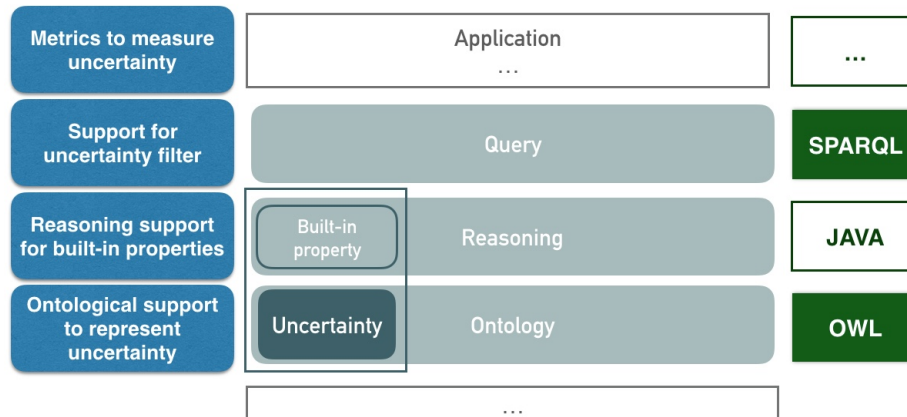 Metrics to measure
uncertainty
Application
...
...
Support for
uncertainty filter
Query
SPARQL
Reasoning support
for built-in properties
Built-in
property
Reasoning
JAVA
Ontological support
to represent
uncertainty
Uncertainty
Ontology
OWL
...